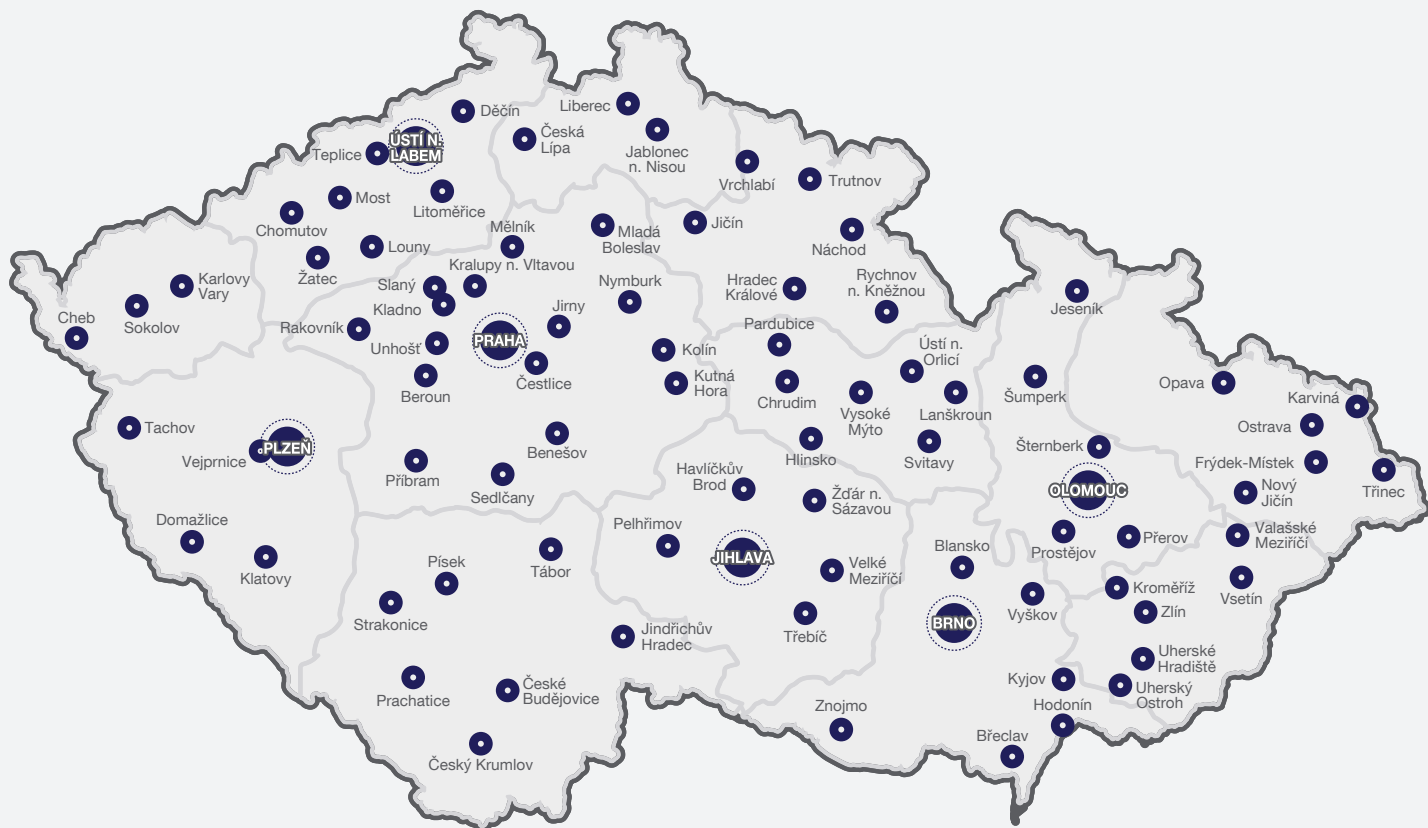 Děčín
Liberec
ÚSTÍ N.
LABEM
Česká
Lípa
Teplice
Jablonec
n. Nisou
Vrchlabí
Trutnov
Most
Litoměřice
Chomutov
Mělník
Mladá
Boleslav
Jičín
Louny
Náchod
Žatec
Kralupy n. Vltavou
Karlovy
Vary
Slaný
Nymburk
Hradec
Králové
Rychnov
n. Kněžnou
Kladno
Jirny
Jeseník
Cheb
Sokolov
Rakovník
Unhošť
PRAHA
Pardubice
Kolín
Ústí n.
Orlicí
Čestlice
Kutná
Hora
Beroun
Chrudim
Vysoké
Mýto
Lanškroun
Šumperk
Opava
Karviná
Tachov
Ostrava
PLZEŇ
Vejprnice
Benešov
Hlinsko
Svitavy
Šternberk
Příbram
Sedlčany
Havlíčkův
Brod
Frýdek-Místek
Třinec
OLOMOUC
Nový
Jičín
Žďár n.
Sázavou
Domažlice
Pelhřimov
Klatovy
Písek
Tábor
JIHLAVA
Blansko
Prostějov
Přerov
Valašské
Meziříčí
Velké
Meziříčí
Kroměříž
Vsetín
Strakonice
Vyškov
Zlín
Třebíč
BRNO
Jindřichův
Hradec
Uherské
Hradiště
Prachatice
České
Budějovice
Kyjov
Uherský
Ostroh
Znojmo
Hodonín
Břeclav
Český Krumlov